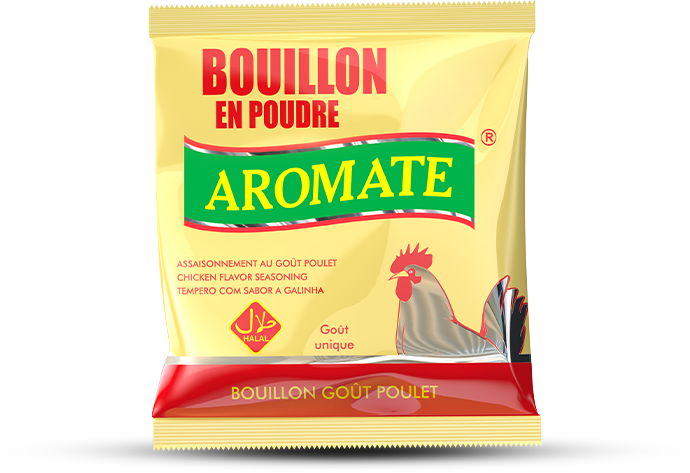 BOUILLON
EN POUDRE
®
AROMATE
ASSAISONNEMENT AU GOÛT POULET
CHICKEN FLAVOR SEASONING
TEMPERO COM SABOR A GALINHA
حلال
HALAL
Goût
unique
BOUILLON GOÛT POULET